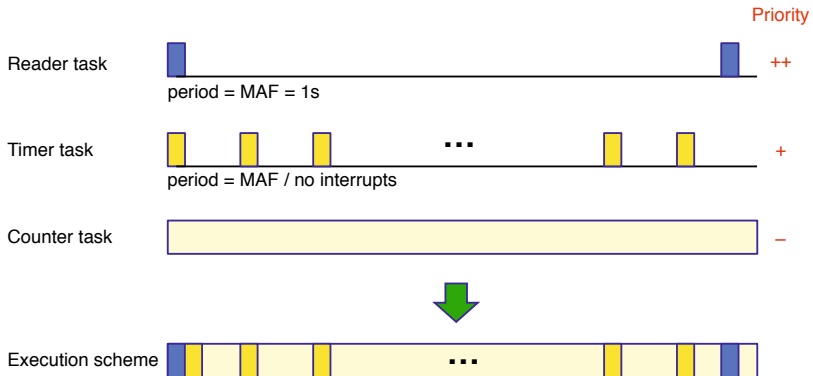 Priority
Reader task ++
period = MAF = 1s
Timer task ... +
period = MAF / no interrupts
Counter task –
Execution scheme ...